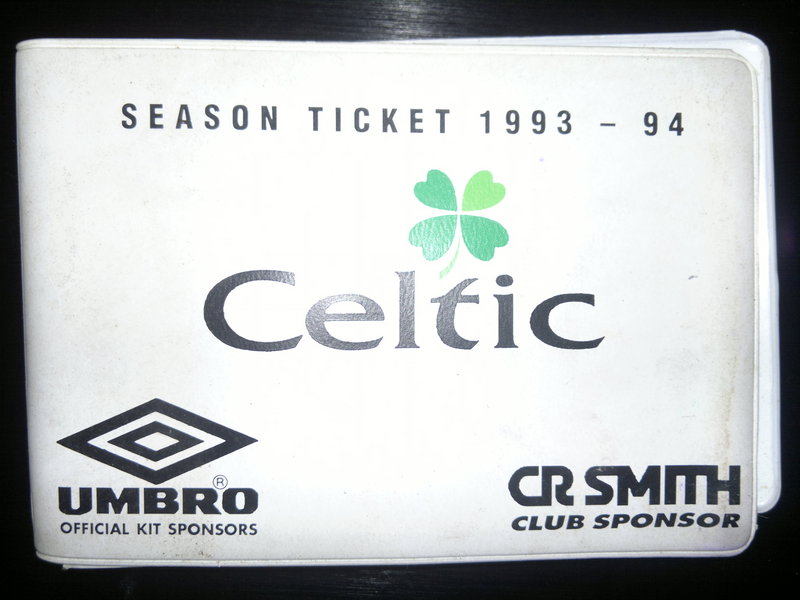 SEASON TICKET 1993 - 94
Celtic
UMBRO®
OFFICIAL KIT SPONSORS
CR SMITH
CLUB SPONSOR